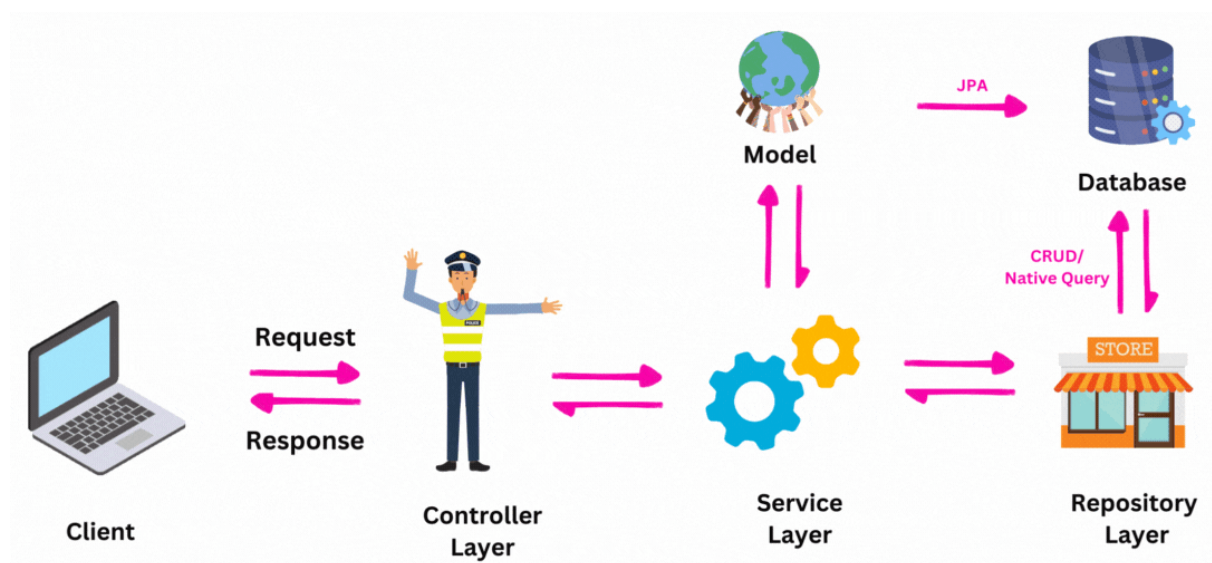 JPA
Model
Database
CRUD/
Native Query
Request
STORE
Response
Client
Controller
Layer
Service
Layer
Repository
Layer